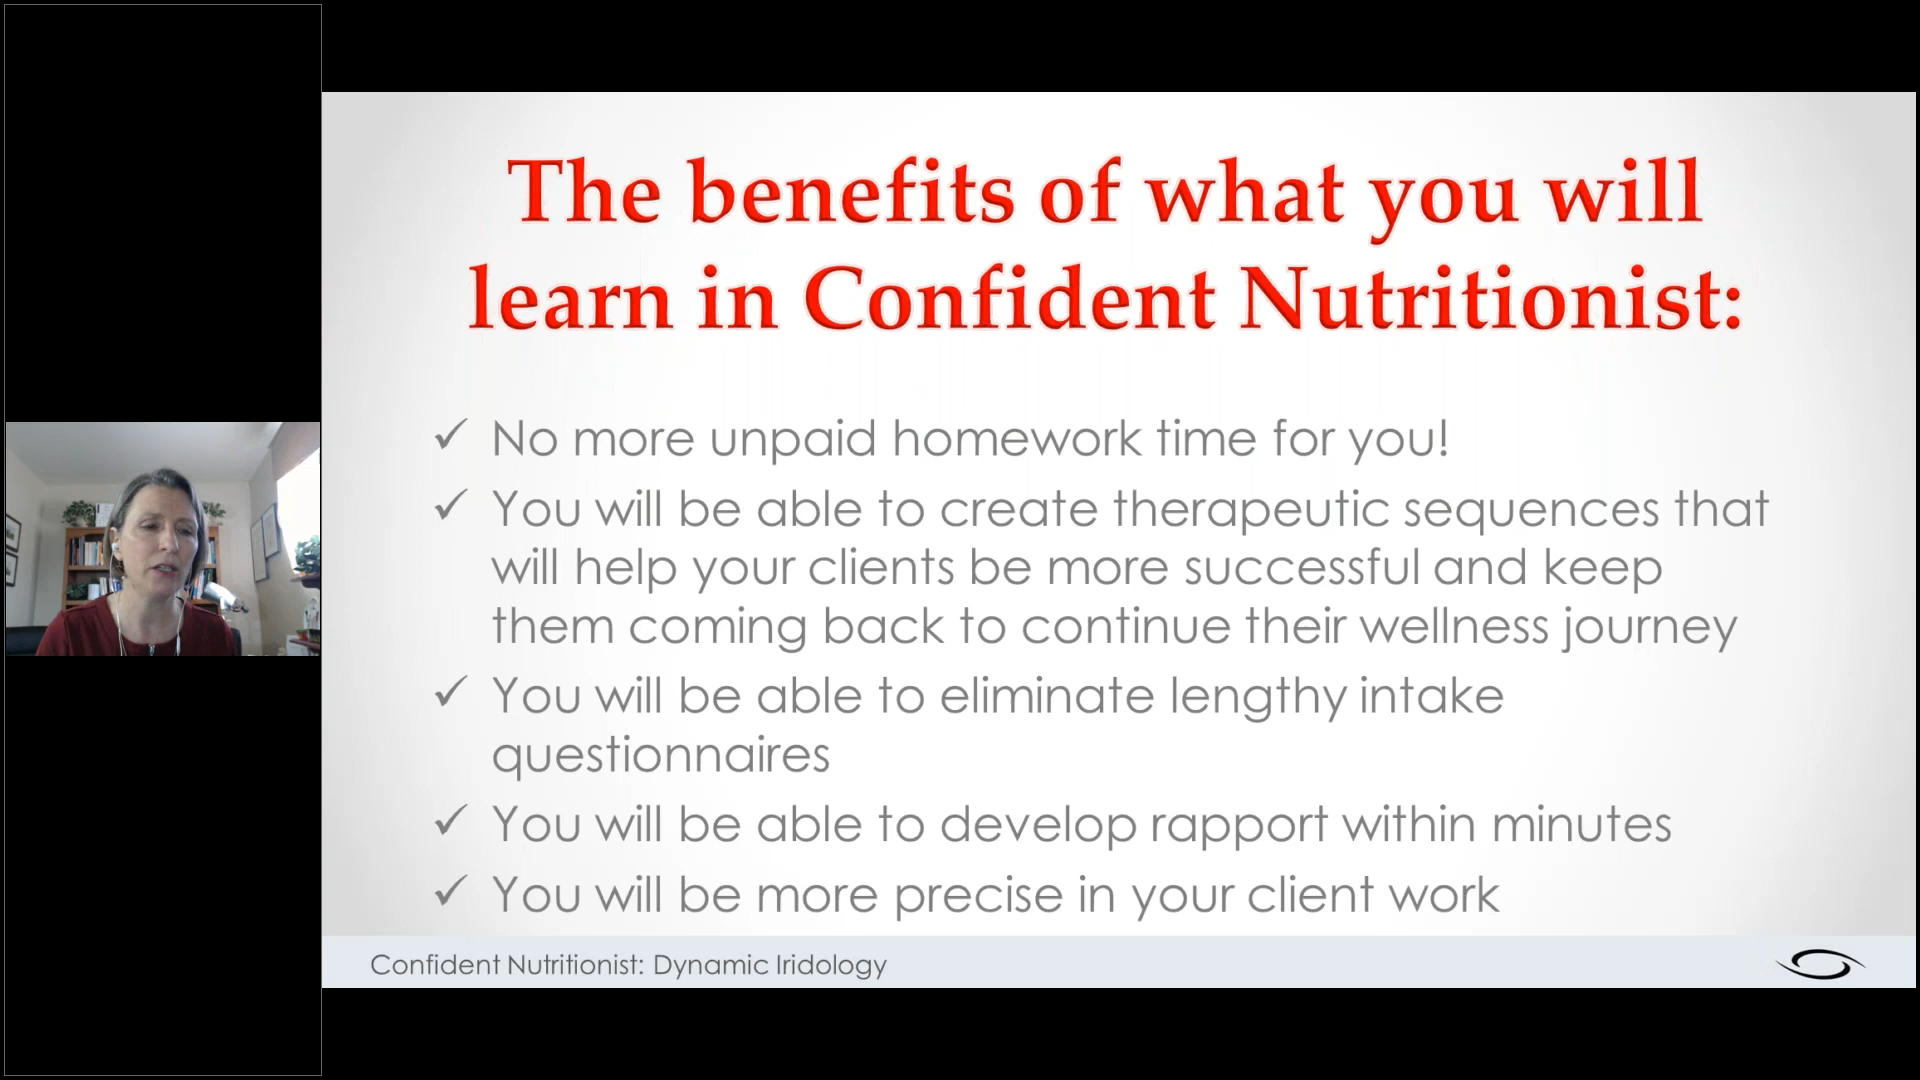 The benefits of what you will
learn in Confident Nutritionist:
✓ No more unpaid homework time for you!
✓ You will be able to create therapeutic sequences that
will help your clients be more successful and keep
them coming back to continue their wellness journey
✓ You will be able to eliminate lengthy intake
questionnaires
✓ You will be able to develop rapport within minutes
✓ You will be more precise in your client work
Confident Nutritionist: Dynamic Iridology